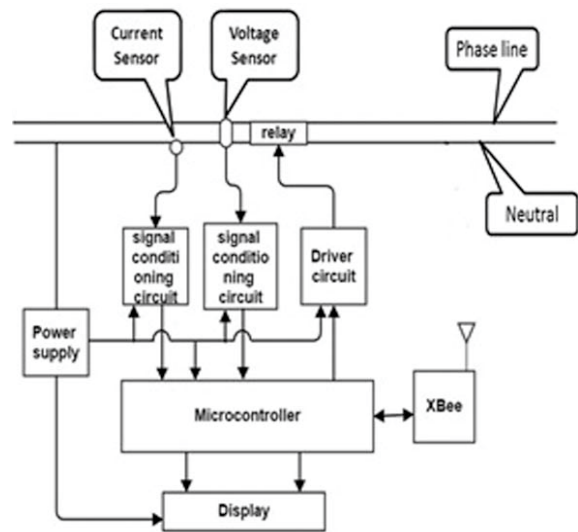 Current
Sensor
Voltage
Sensor
Phase line
relay
Neutral
signal
conditi
oning
circuit
signal
conditio
ning
circuit
Driver
circuit
Power
supply
Microcontroller
XBee
Display